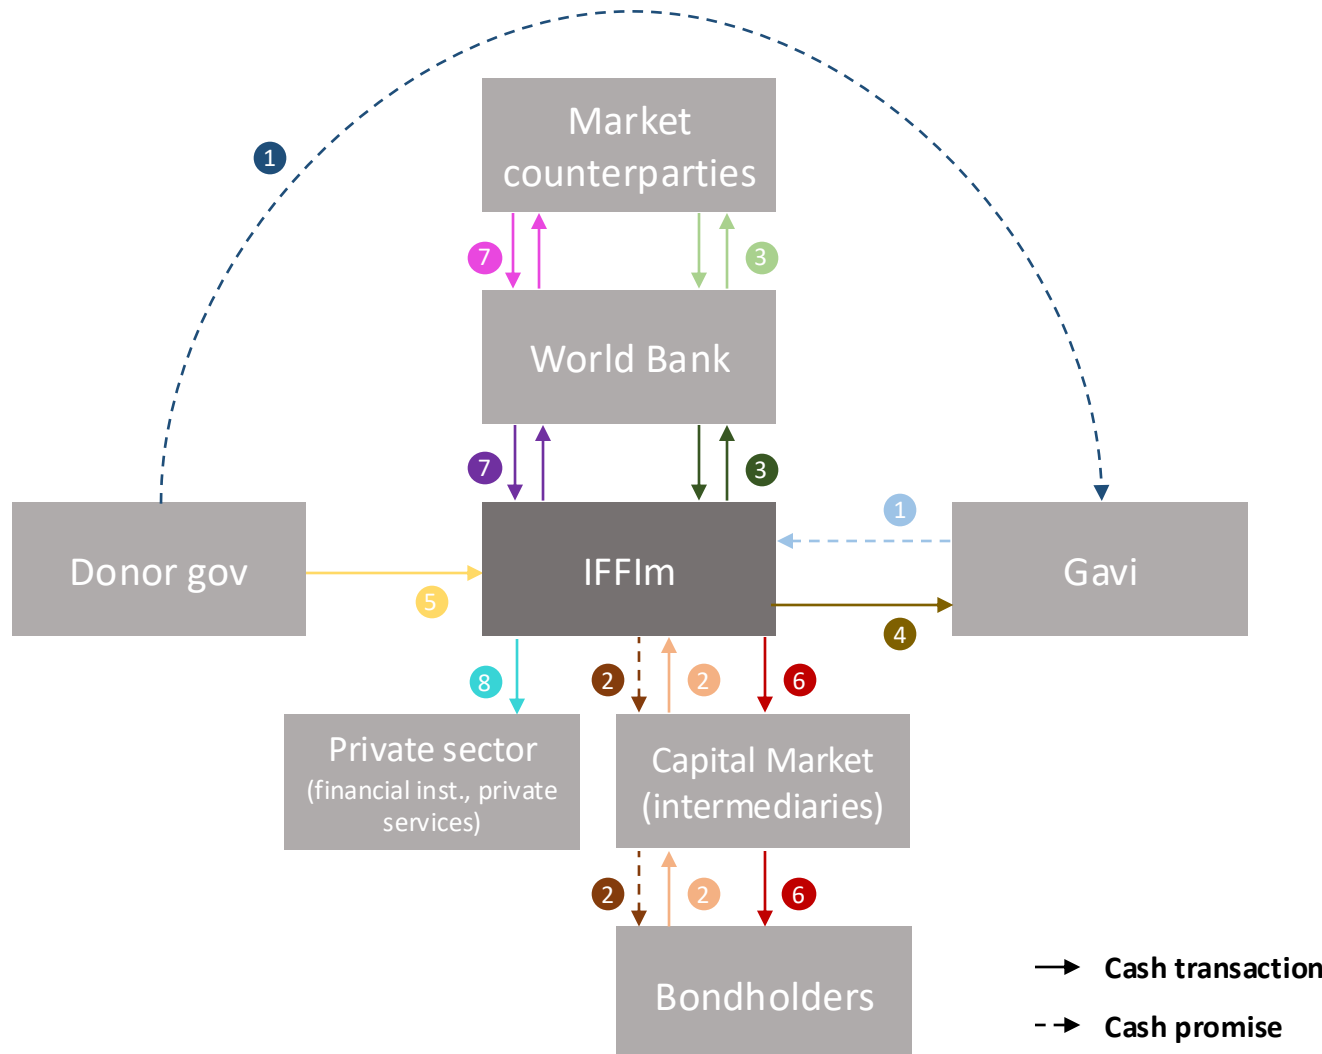 Market
counterparties
1
7
3
World Bank
7
3
1
Donor gov
IFFIm
Gavi
5
4
8
2
2
6
Private sector
(financial inst., private
services)
Capital Market
(intermediaries)
2
2
6
Bondholders
Cash transaction
Cash promise